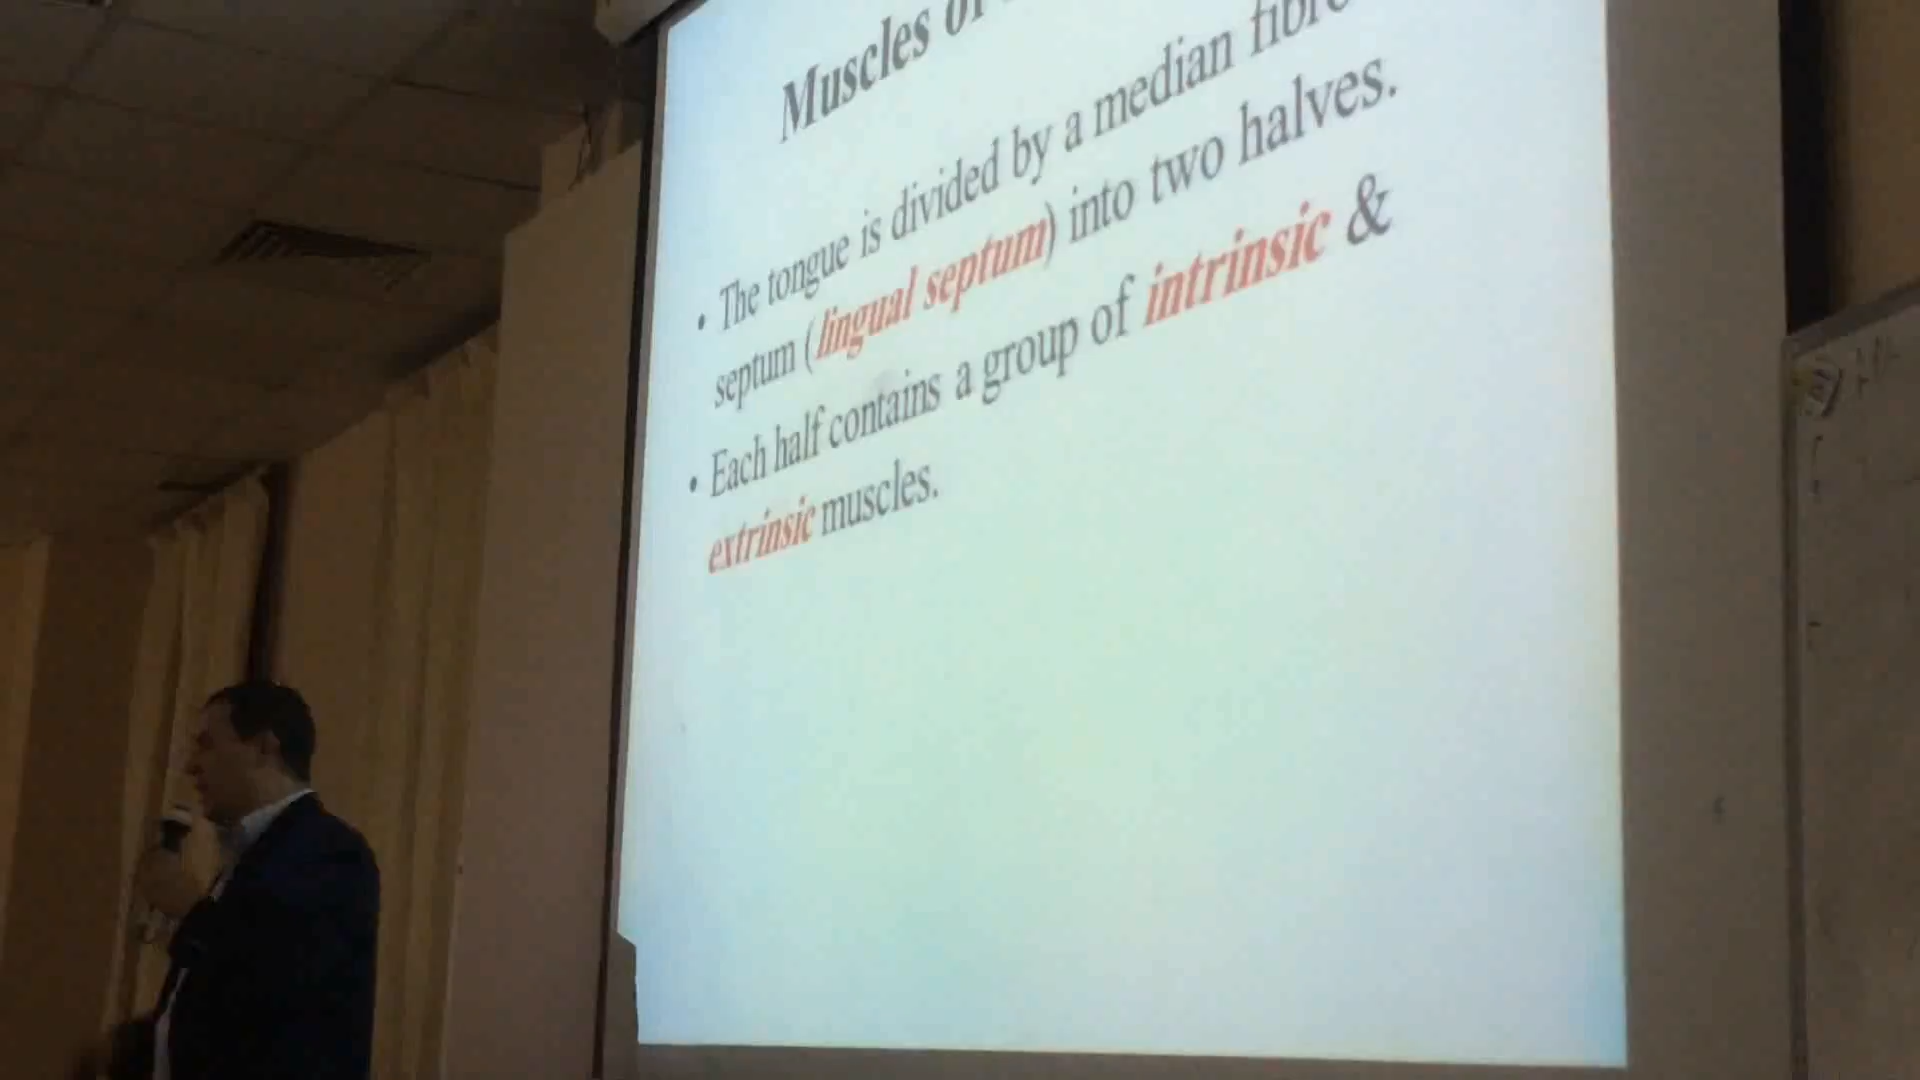 Muscles of
• The tongue is divided by a median
septum (lingual septum) into two halves.
• Each half contains a group of intrinsic &
extrinsic muscles.